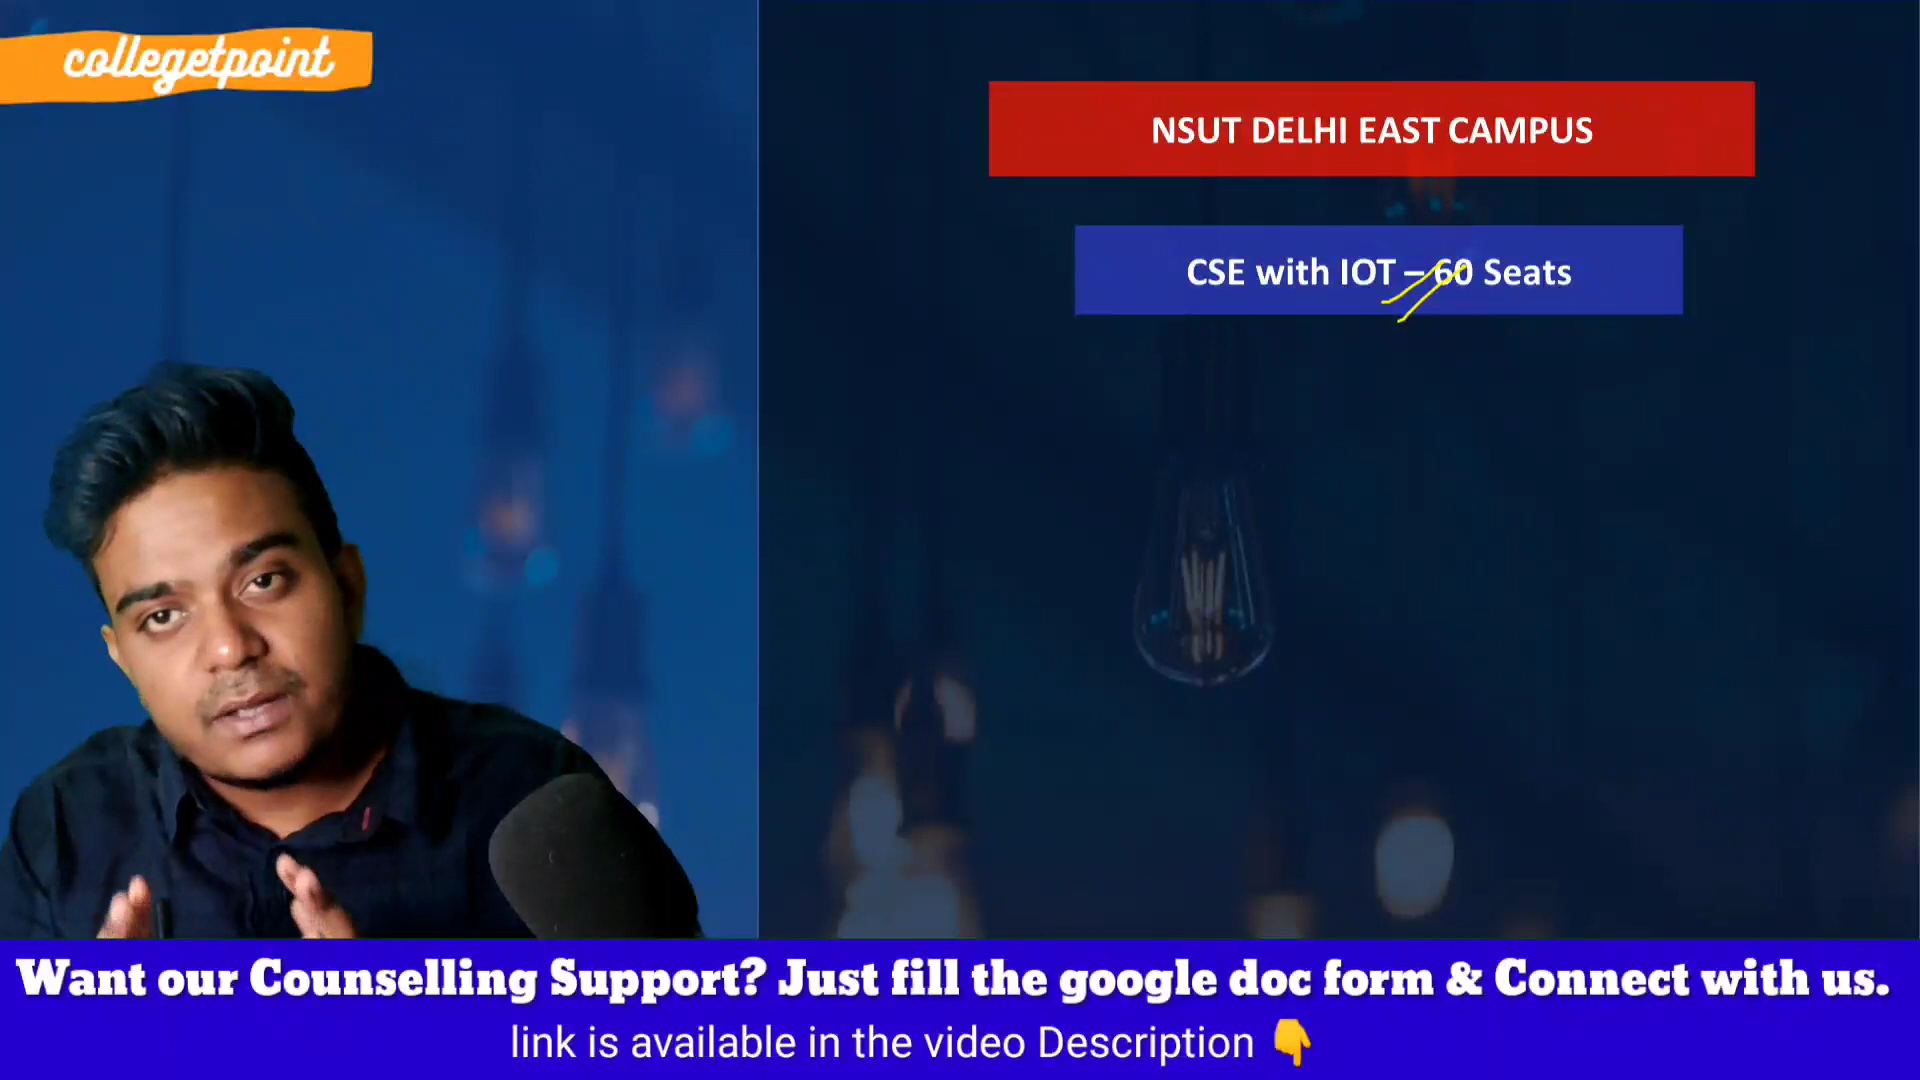 collegetpoint
NSUT DELHI EAST CAMPUS
CSE with IOT – 60 Seats
Want our Counselling Support? Just fill the google doc form & Connect with us.
link is available in the video Description 👇